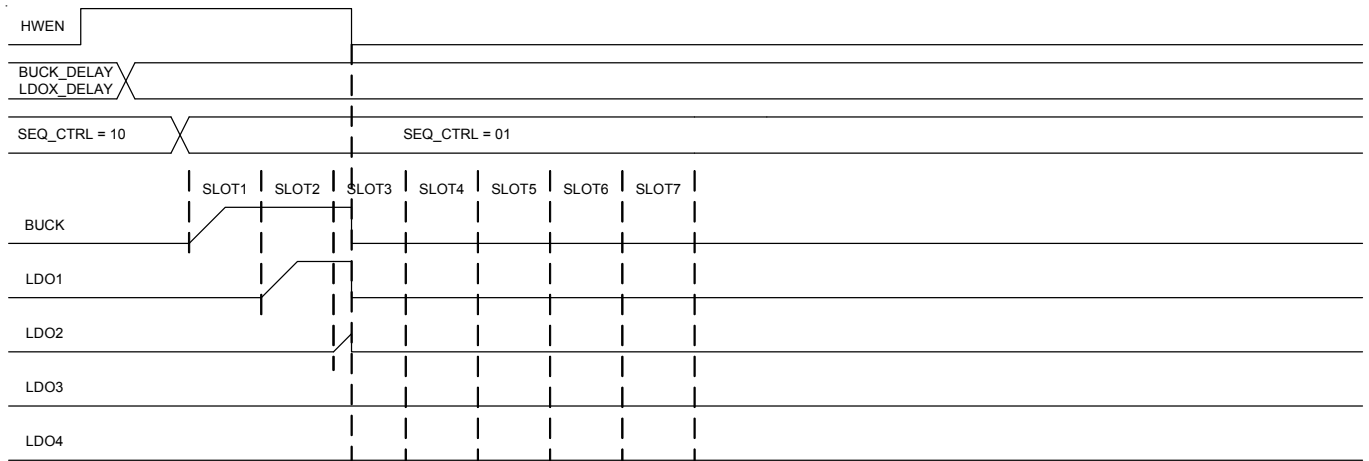 HWEN
BUCK_DELAY
LDOX_DELAY
SEQ_CTRL = 10 SEQ_CTRL = 01
SLOT1 SLOT2 SLOT3 SLOT4 SLOT5 SLOT6 SLOT7
BUCK
LDO1
LDO2
LDO3
LDO4